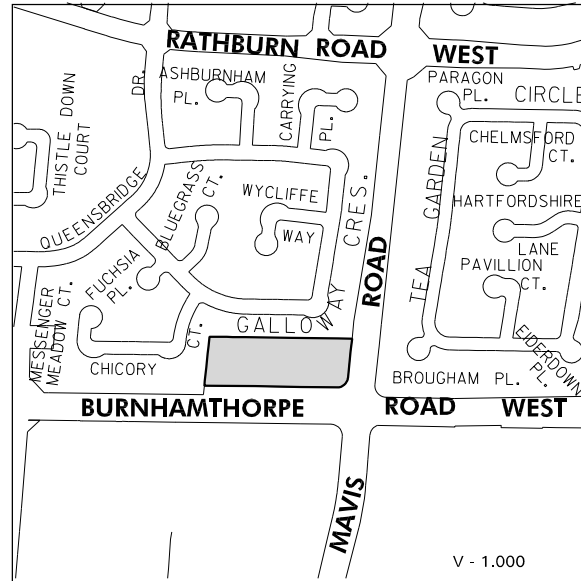 RATHBURN ROAD WEST
ASHBURNHAM
PL.
CARRYING
PL.
DR.
PARAGON
PL.
CIRCLE
THISTLE DOWN
COURT
CHELMSFORD
CT.
GARDEN
TEA
QUEENSBRIDGE
BLUEGRASS
CT.
WYCLIFFE
WAY
HARTFORDSHIRE
LANE
PAVILLION
CT.
GALLOWAY CRES.
ROAD
FUCHSIA
PL.
MESSENGER
MEADOW CT.
CHICORY
CT.
EIDERDOWN
PL.
BROUGHAM PL.
BURNHAMTHORPE ROAD WEST
MAVIS
V - 1.000